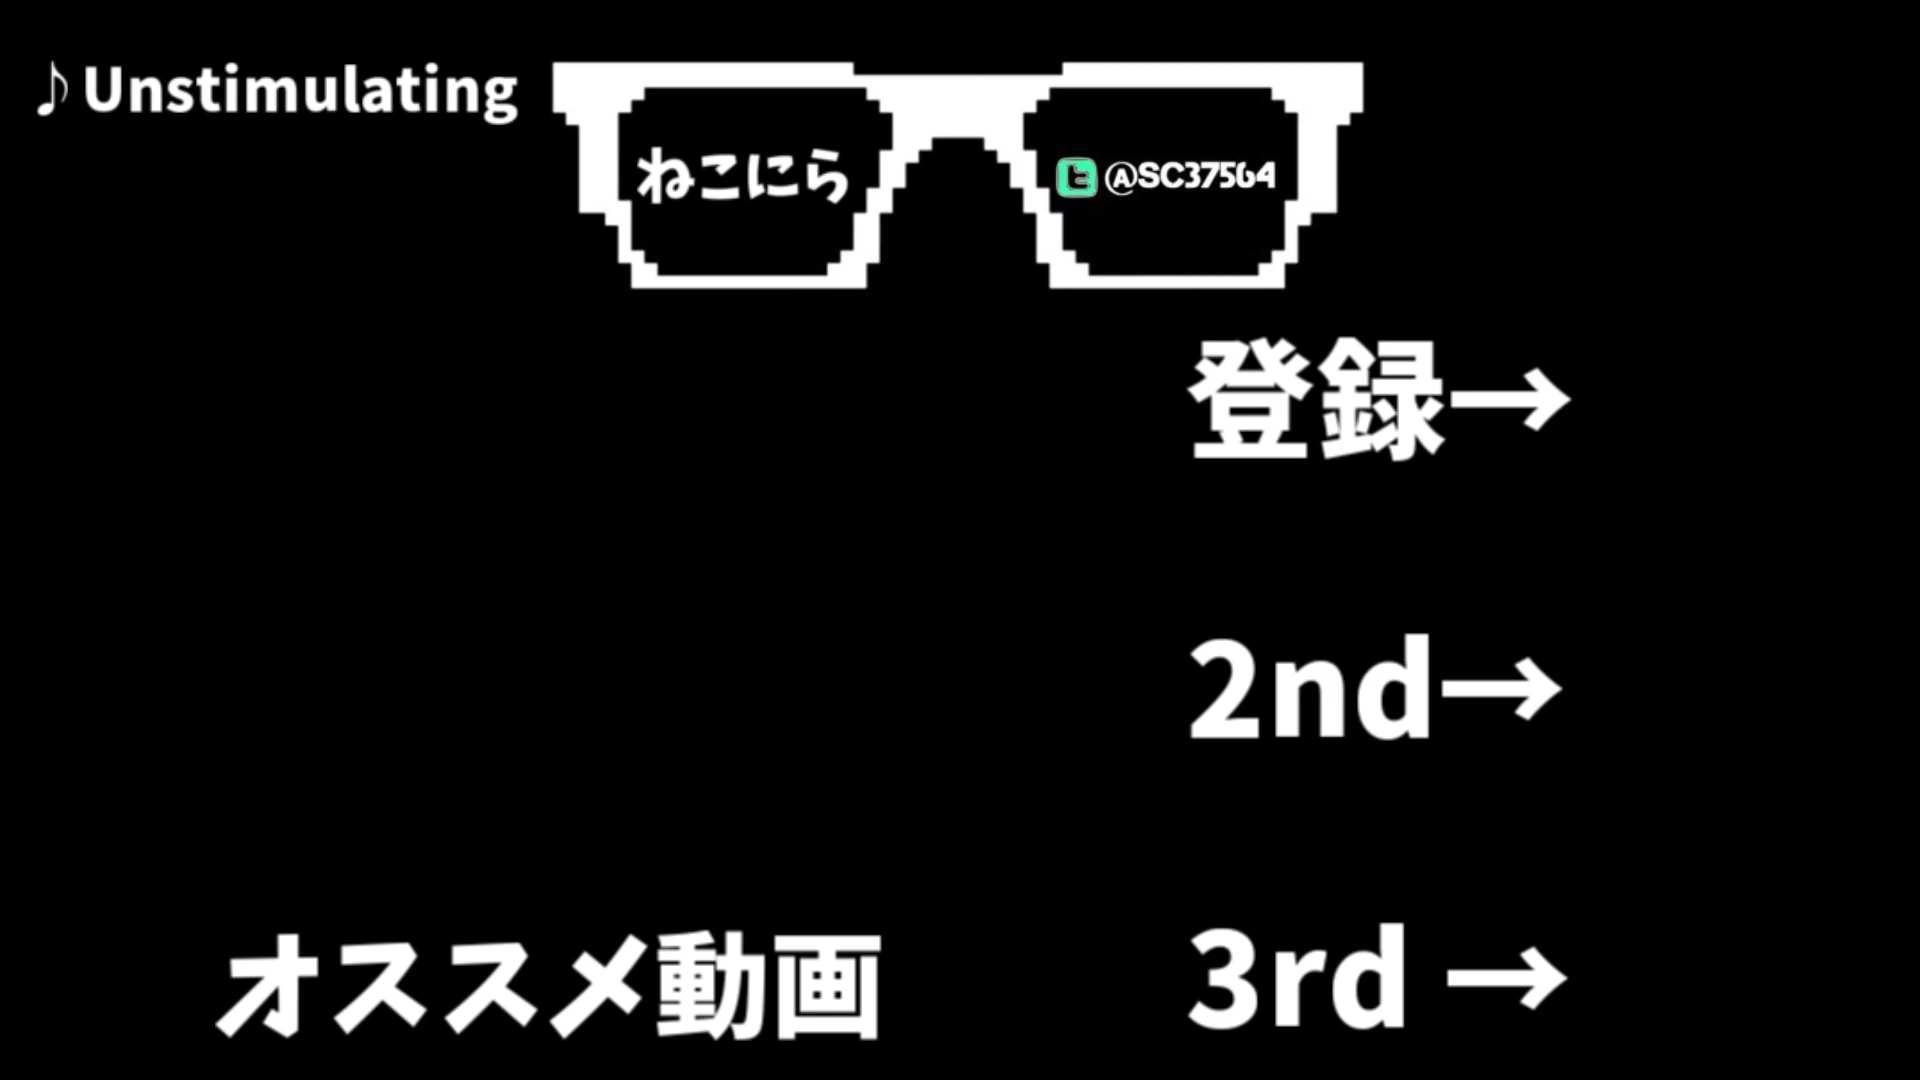 ♪Unstimulating
ねこにら
@SC37564
登録→
2nd→
オススメ動画
3rd →